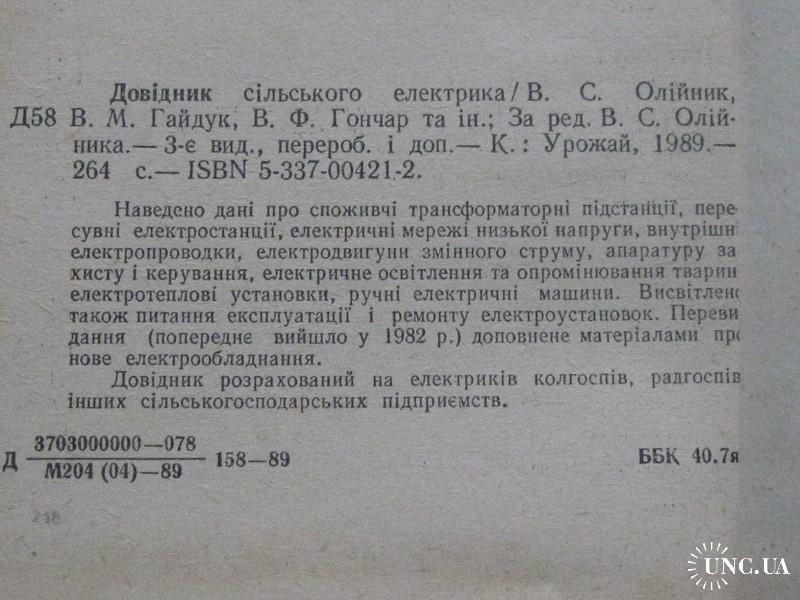 Довідник сільського електрика/ В. С. Олійник,
Д58 В. М. Гайдук, В. Ф. Гончар та ін.; За ред. В. С. Олій-
ника.— 3-є вид., перероб. і доп.— К. : Урожай, 1989.—
264 с.— ISBN 5-337-00421-2.
Наведено дані про споживчі трансформаторні підстанції, пере-
сувні електростанції, електричні мережі низької напруги, внутрішн
електропроводки, електродвигуни змінного струму, апаратуру за
хисту і керування, електричне освітлення та опромінювання тварин
електротеплові установки, ручні електричні машини. Висвітлен
також питання експлуатації і ремонту електроустановок. Переви
дання (попереднє вийшло у 1982 р.) доповнене матеріалами пр
нове електрообладнання.
Довідник розрахований на електриків колгоспів, радгоспів
інших сільськогосподарських підприємств.
Д 3703000000—078 158—89
М204 (04)—89
ББК 40.7я
UNC.UA